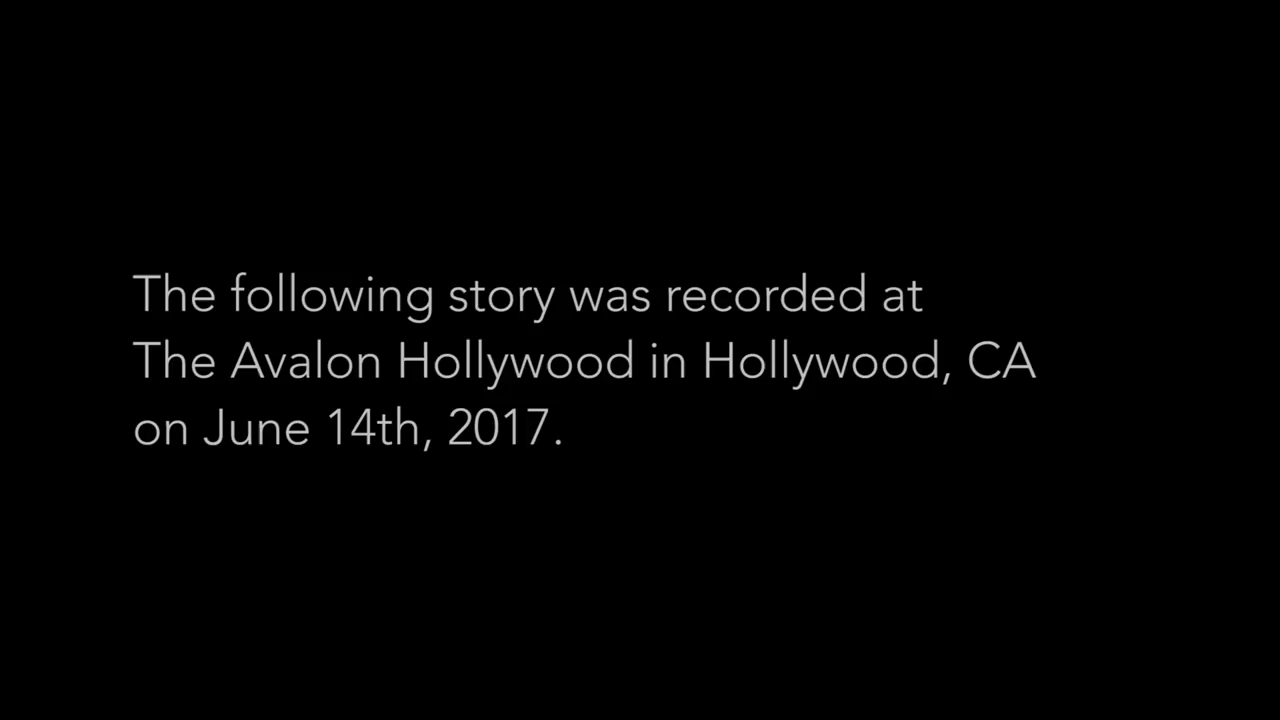 The following story was recorded at
The Avalon Hollywood in Hollywood, CA
on June 14th, 2017.